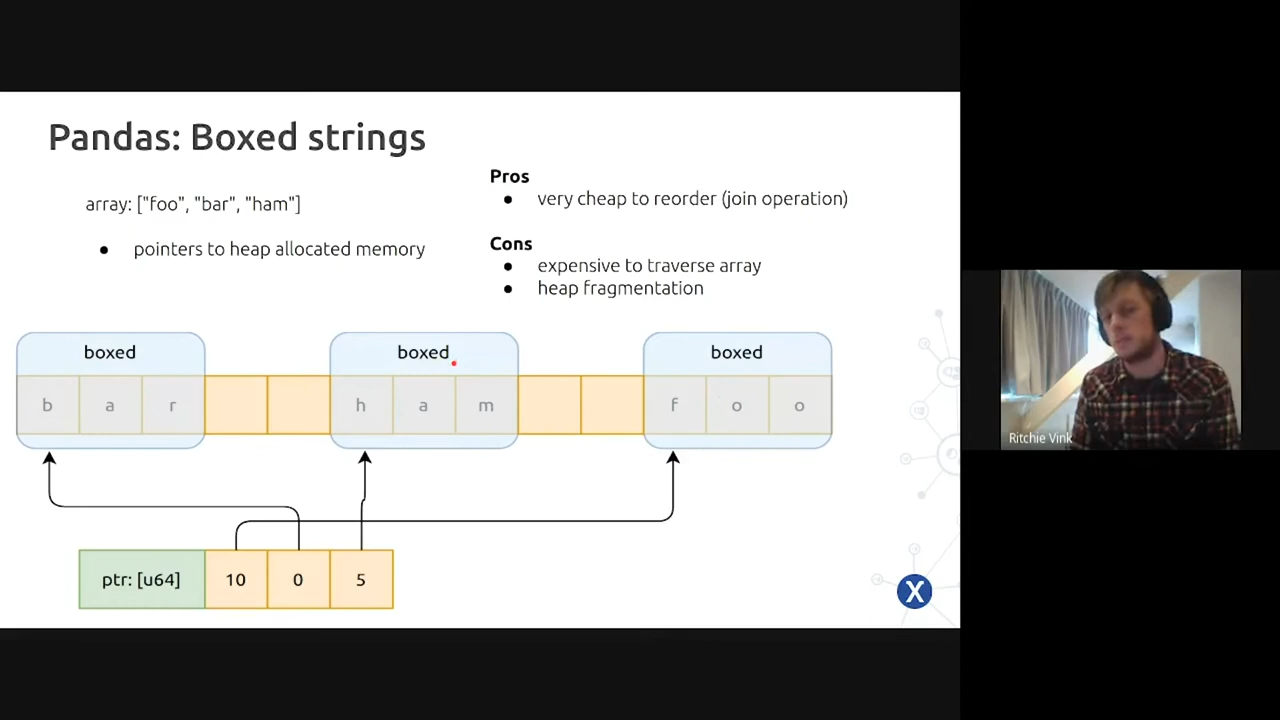 Pandas: Boxed strings
array: ["foo", "bar", "ham"]
● pointers to heap allocated memory
Pros
● very cheap to reorder (join operation)
Cons
● expensive to traverse array
● heap fragmentation
boxed boxed boxed
b a r h a m f o o
ptr: [u64] 10 0 5
X
Ritchie Vink